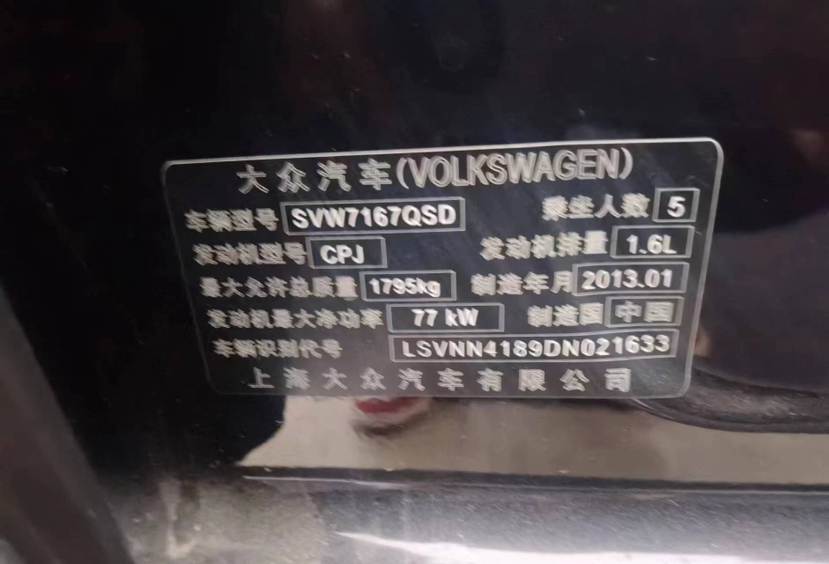 大众汽车(VOLKSWAGEN)
车辆型号 SVW7167QSD 乘坐人数 5
发动机型号 CPJ 发动机排量 1.6L
最大允许总质量 1795kg 制造年月 2013.01
发动机最大净功率 77 kW 制造国 中国
车辆识别代号 LSVNN4189DN021633
上海大众汽车有限公司